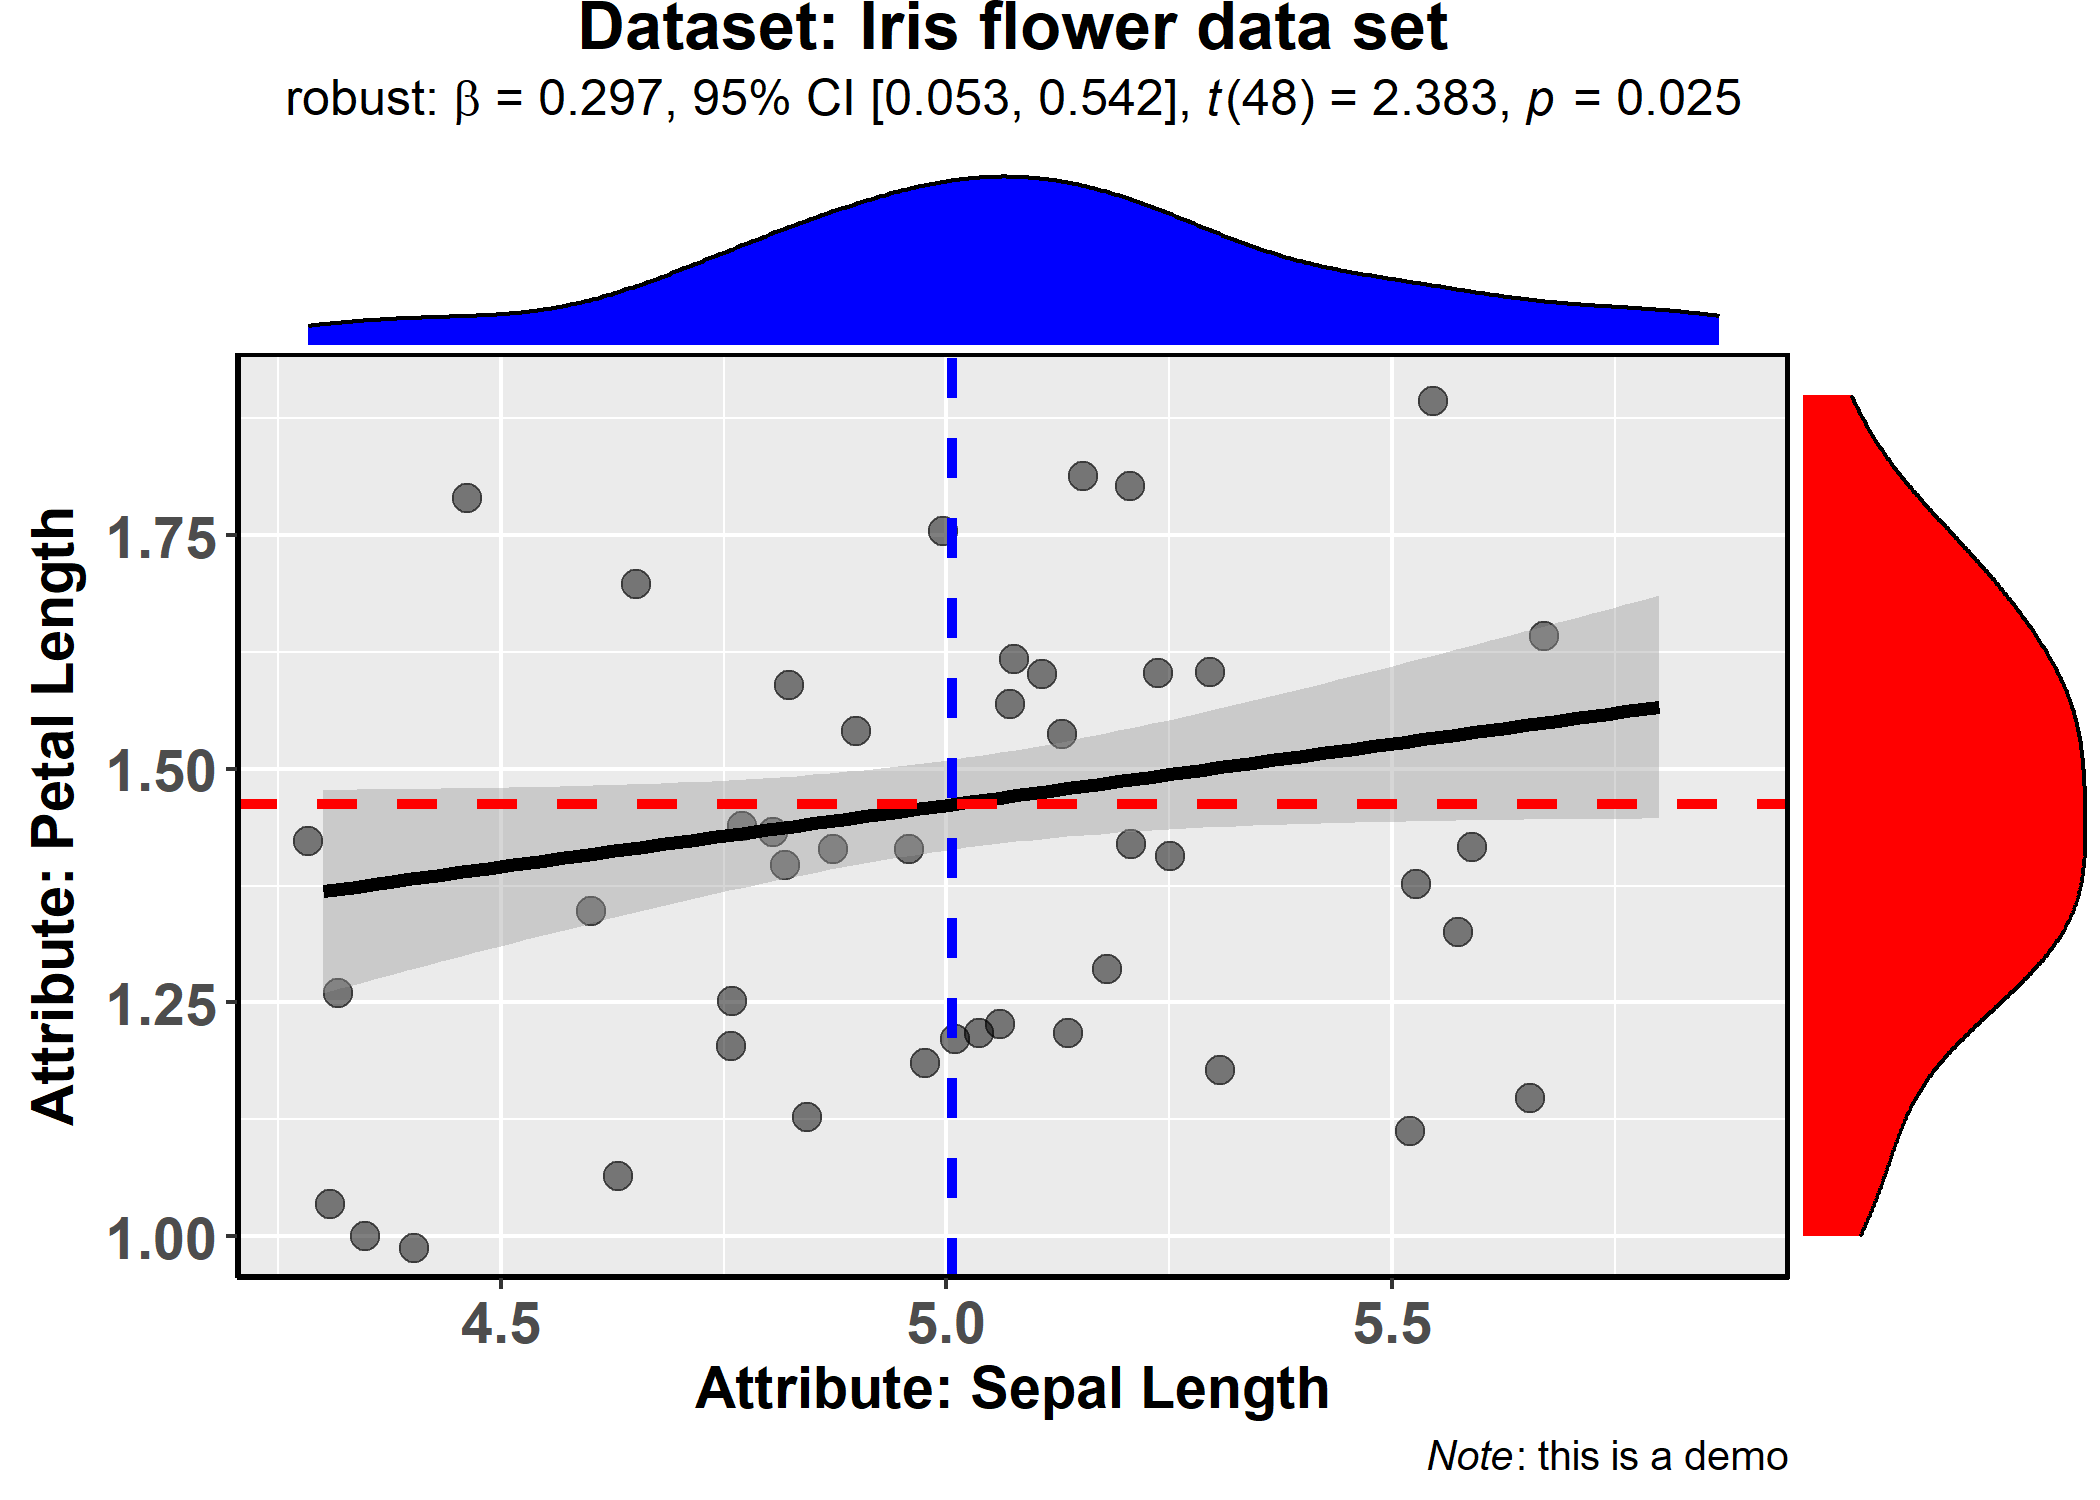 Dataset: Iris flower data set
robust: β = 0.297, 95% CI [0.053, 0.542], t(48) = 2.383, p = 0.025
Attribute: Petal Length
1.75
1.50
1.25
1.00
4.5 5.0 5.5
Attribute: Sepal Length
Note: this is a demo